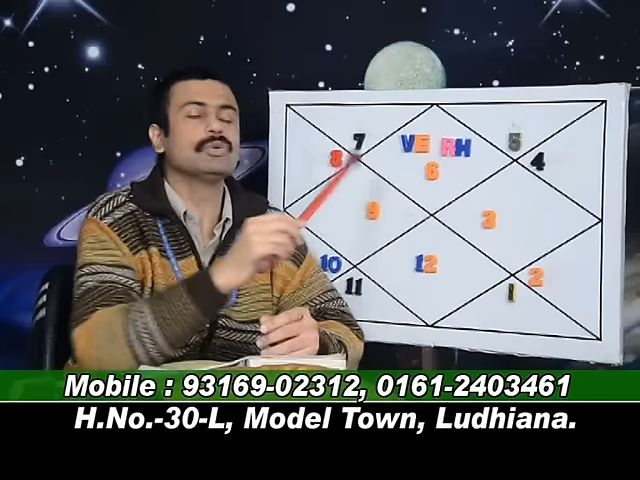 7 VE RH 5
8 6 4
9 3
10 12 2
11 1
Mobile : 93169-02312, 0161-2403461
H.No.-30-L, Model Town, Ludhiana.